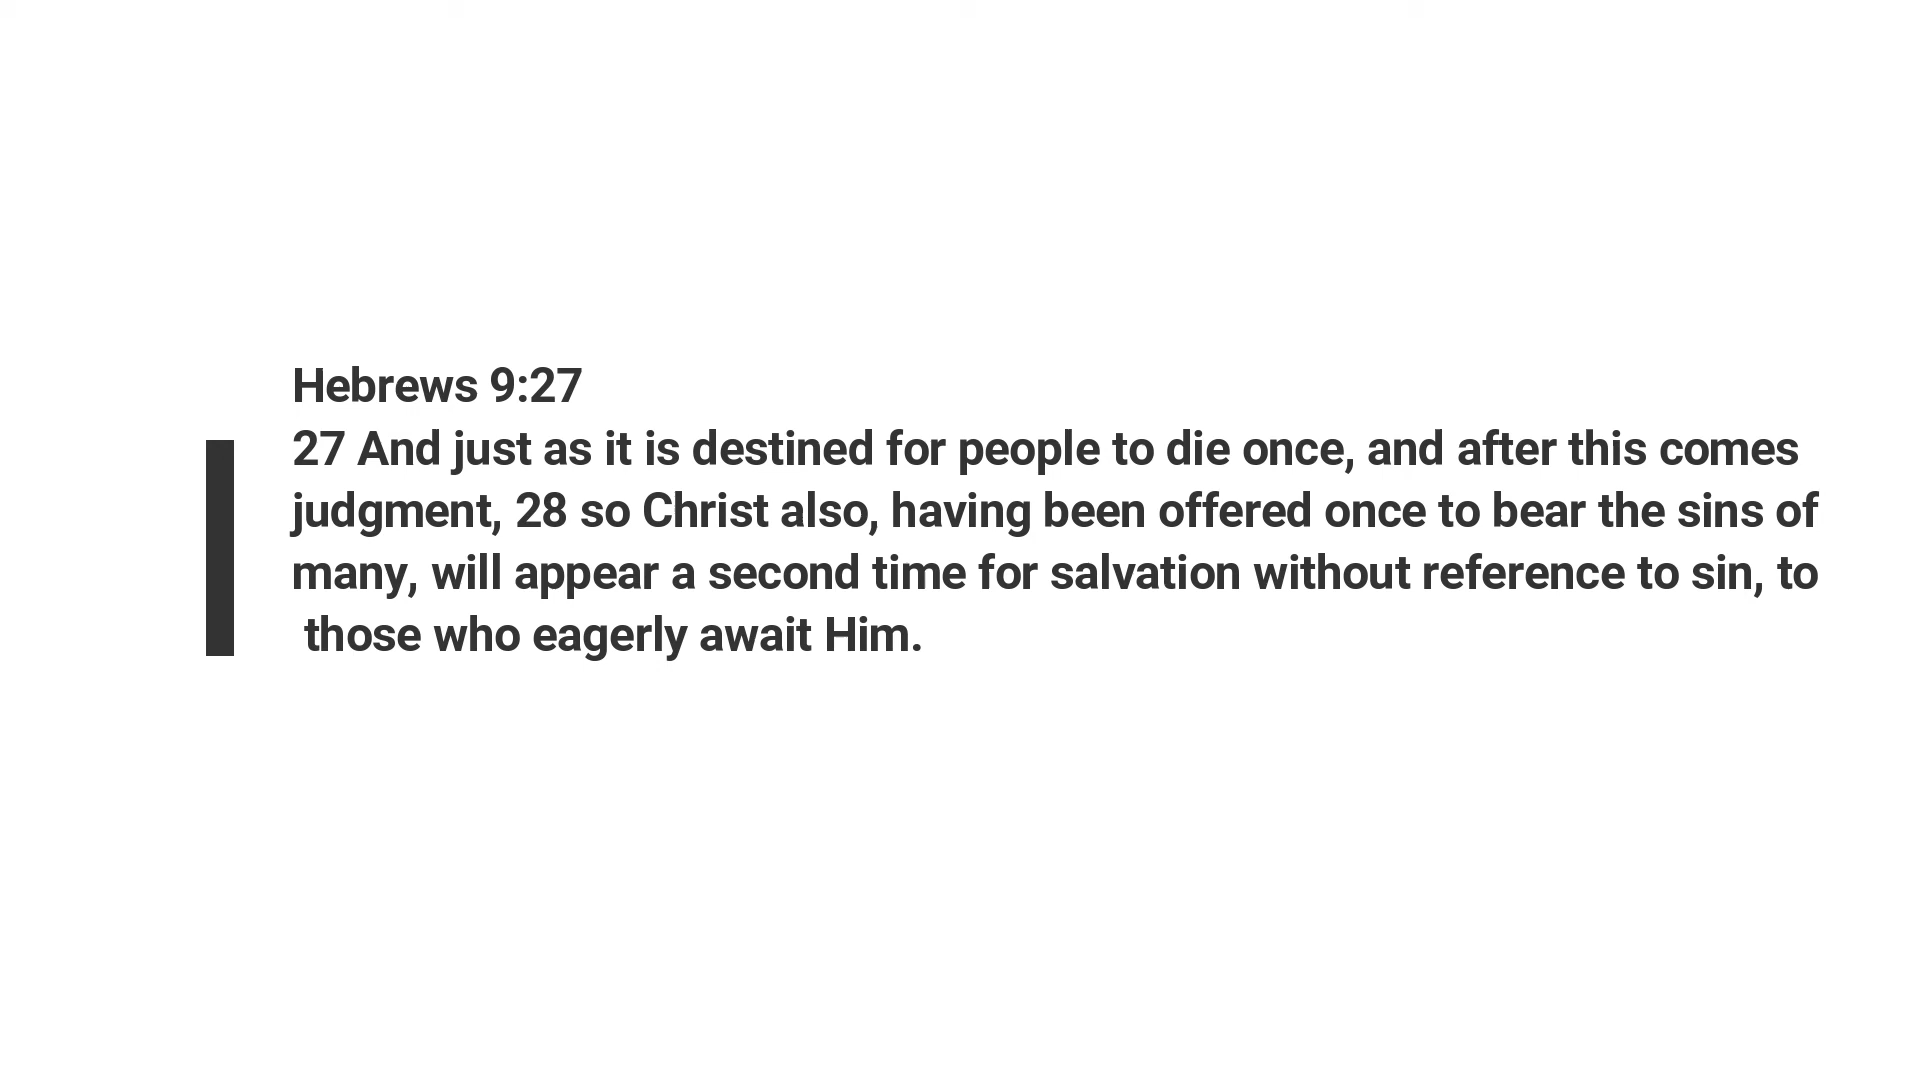 Hebrews 9:27
27 And just as it is destined for people to die once, and after this comes
judgment, 28 so Christ also, having been offered once to bear the sins of
many, will appear a second time for salvation without reference to sin, to
those who eagerly await Him.